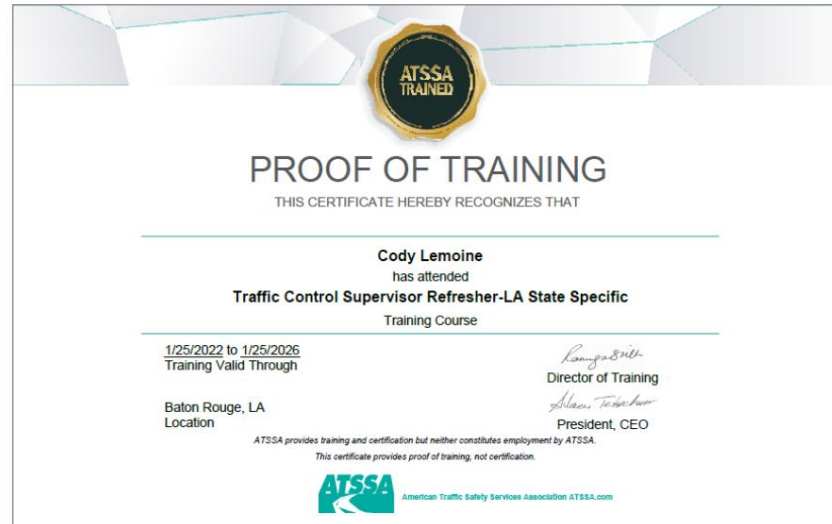 ATSSA
TRAINED
PROOF OF TRAINING
THIS CERTIFICATE HEREBY RECOGNIZES THAT
Cody Lemoine
has attended
Traffic Control Supervisor Refresher-LA State Specific
Training Course
1/25/2022 to 1/25/2026
Training Valid Through
Director of Training
Baton Rouge, LA
Location
President, CEO
ATSSA provides training and certification but neither constitutes employment by ATSSA.
This certificate provides proof of training, not certification.
ATSSA
American Traffic Safety Services Association ATSSA.com